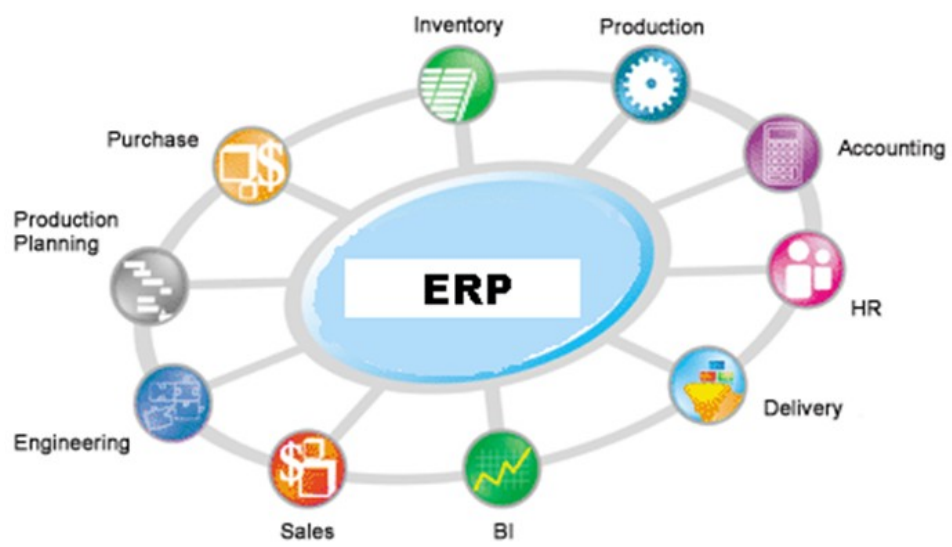 Inventory
Production
Purchase
Accounting
Production
Planning
ERP
HR
Delivery
Engineering
Sales
BI